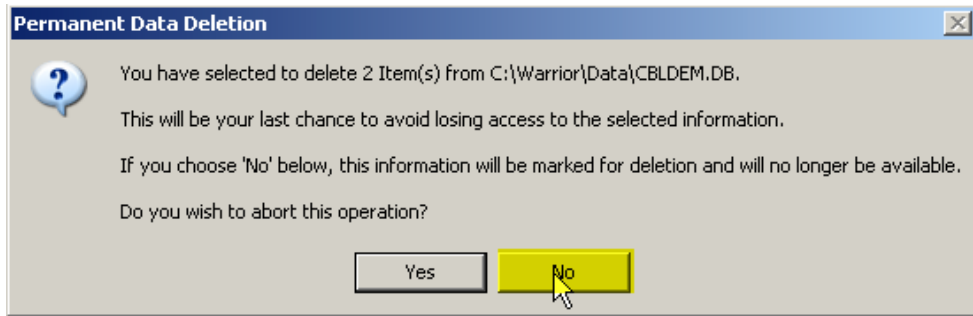 Permanent Data Deletion
You have selected to delete 2 Item(s) from C:\Warrior\Data\CBLDEM.DB.
This will be your last chance to avoid losing access to the selected information.
If you choose 'No' below, this information will be marked for deletion and will no longer be available.
Do you wish to abort this operation?
Yes No